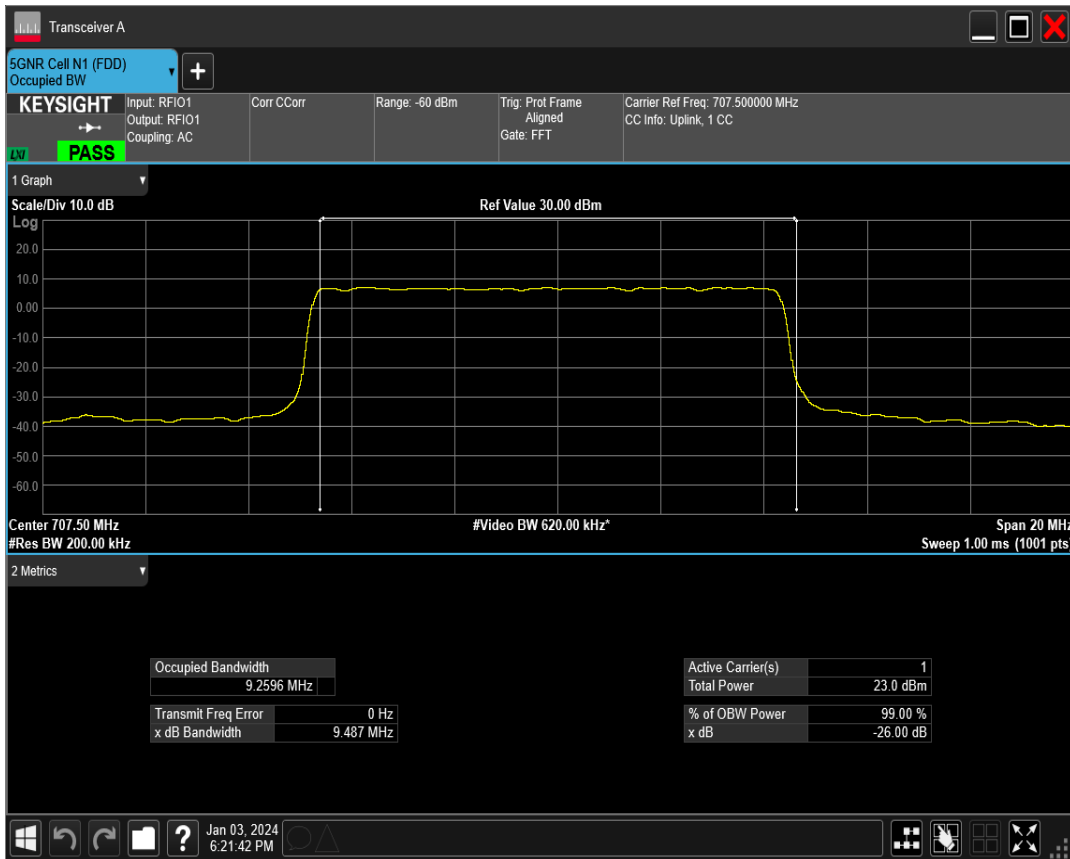 Transceiver A
5GNR Cell N1 (FDD)
Occupied BW
KEYSIGHT
LXI
PASS
Input: RFIO1
Output: RFIO1
Coupling: AC
Corr CCorr
Range: -60 dBm
Trig: Prot Frame
Aligned
Gate: FFT
Carrier Ref Freq: 707.500000 MHz
CC Info: Uplink, 1 CC
1 Graph
Scale/Div 10.0 dB
Ref Value 30.00 dBm
Log
20.0
10.0
0.00
-10.0
-20.0
-30.0
-40.0
-50.0
-60.0
Center 707.50 MHz
#Video BW 620.00 kHz*
Span 20 MHz
#Res BW 200.00 kHz
Sweep 1.00 ms (1001 pts)
2 Metrics
Occupied Bandwidth
9.2596 MHz
Transmit Freq Error 0 Hz
x dB Bandwidth 9.487 MHz
Active Carrier(s) 1
Total Power 23.0 dBm
% of OBW Power 99.00 %
x dB -26.00 dB
?
Jan 03, 2024
6:21:42 PM